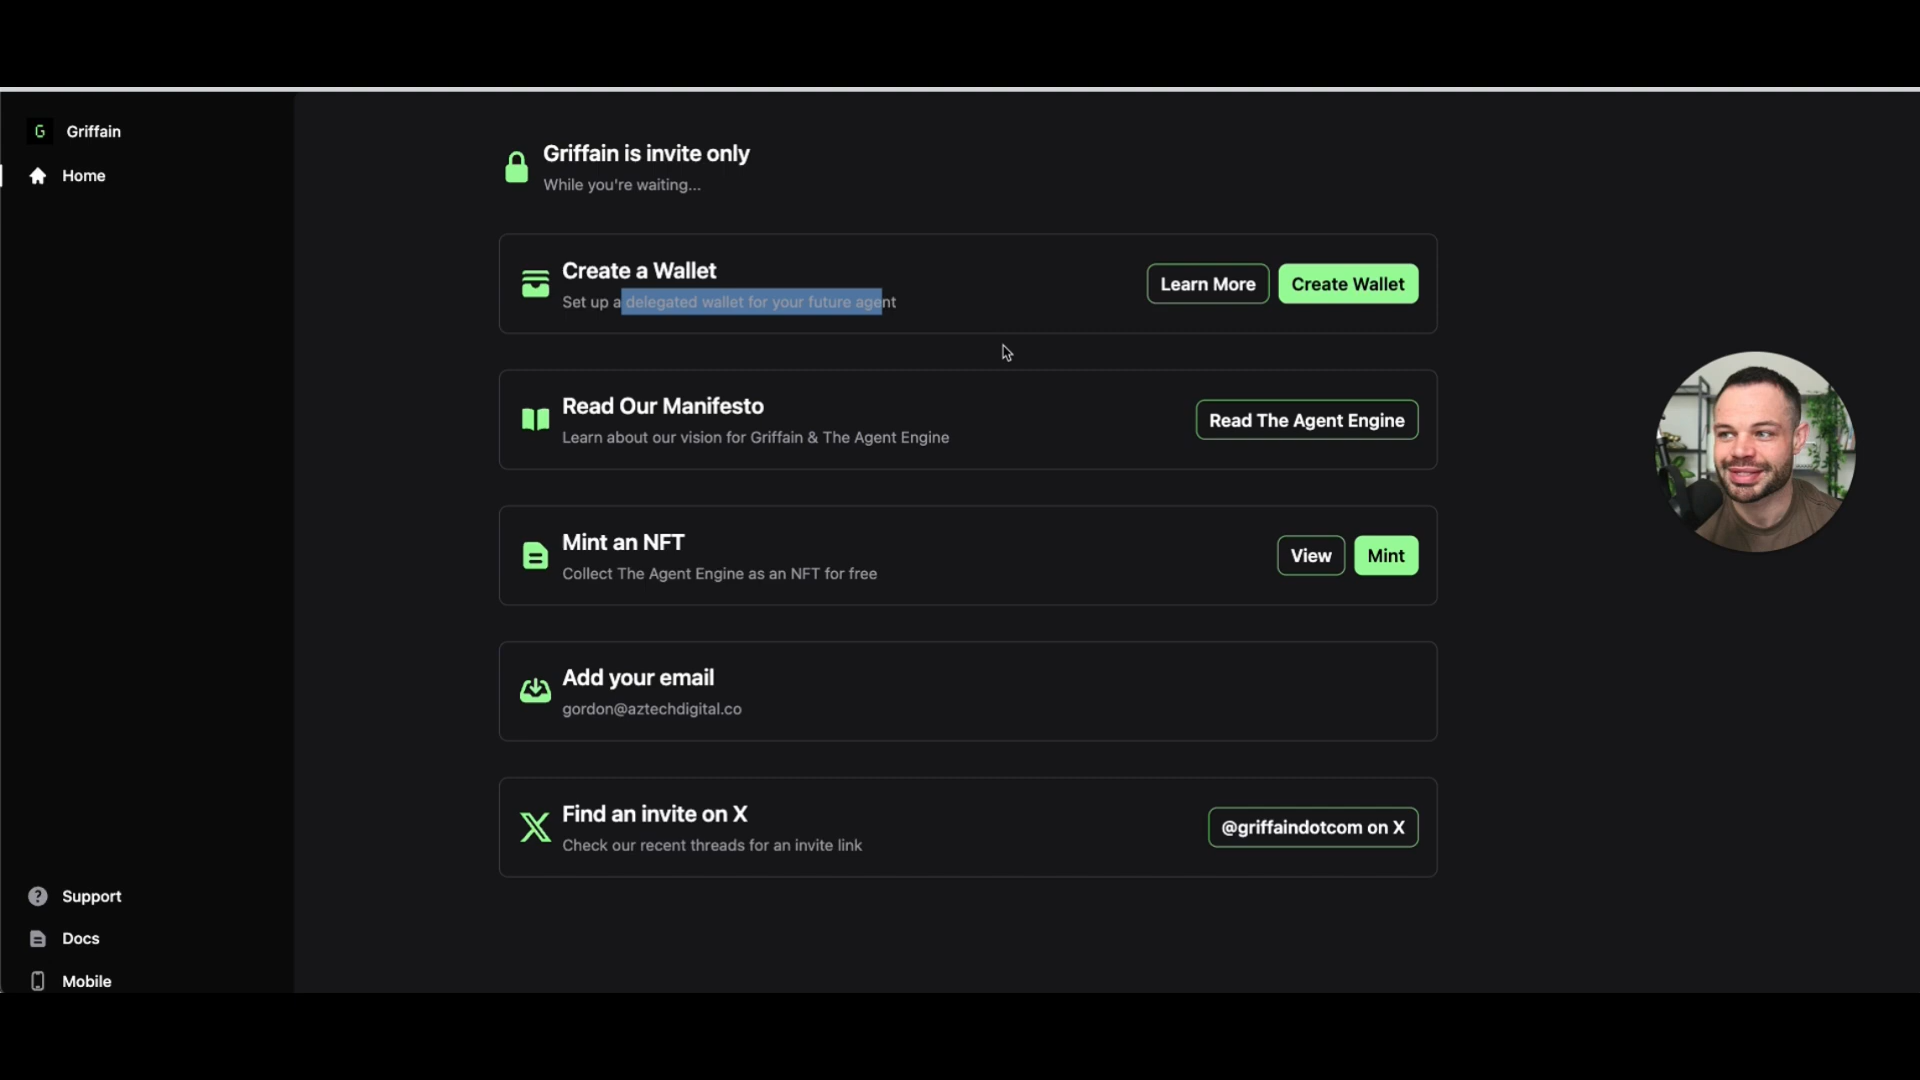 G Griffain
Home
Griffain is invite only
While you're waiting...
Create a Wallet
Set up a delegated wallet for your future agent
Learn More
Create Wallet
Read Our Manifesto
Learn about our vision for Griffain & The Agent Engine
Read The Agent Engine
Mint an NFT
Collect The Agent Engine as an NFT for free
View
Mint
Add your email
gordon@aztechdigital.co
Find an invite on X
Check our recent threads for an invite link
@griffaindotcom on X
Support
Docs
Mobile